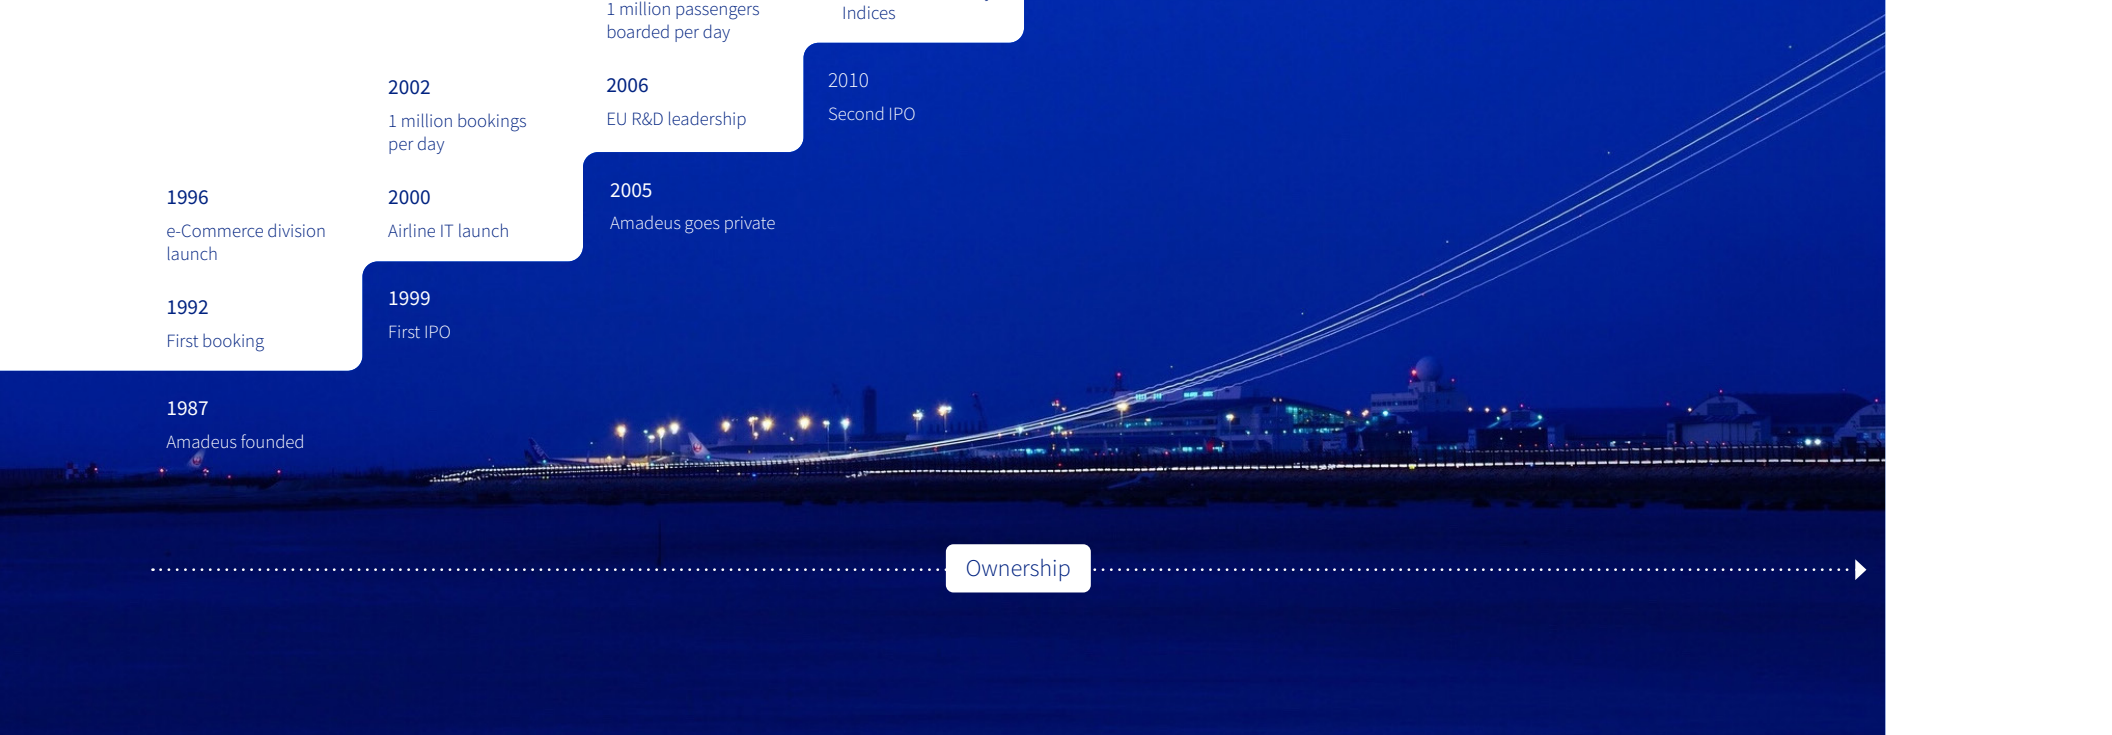 1 million passengers
boarded per day
Indices
2002
1 million bookings
per day
2006
EU R&D leadership
2010
Second IPO
1996
e-Commerce division
launch
2000
Airline IT launch
2005
Amadeus goes private
1992
First booking
1999
First IPO
1987
Amadeus founded
Ownership